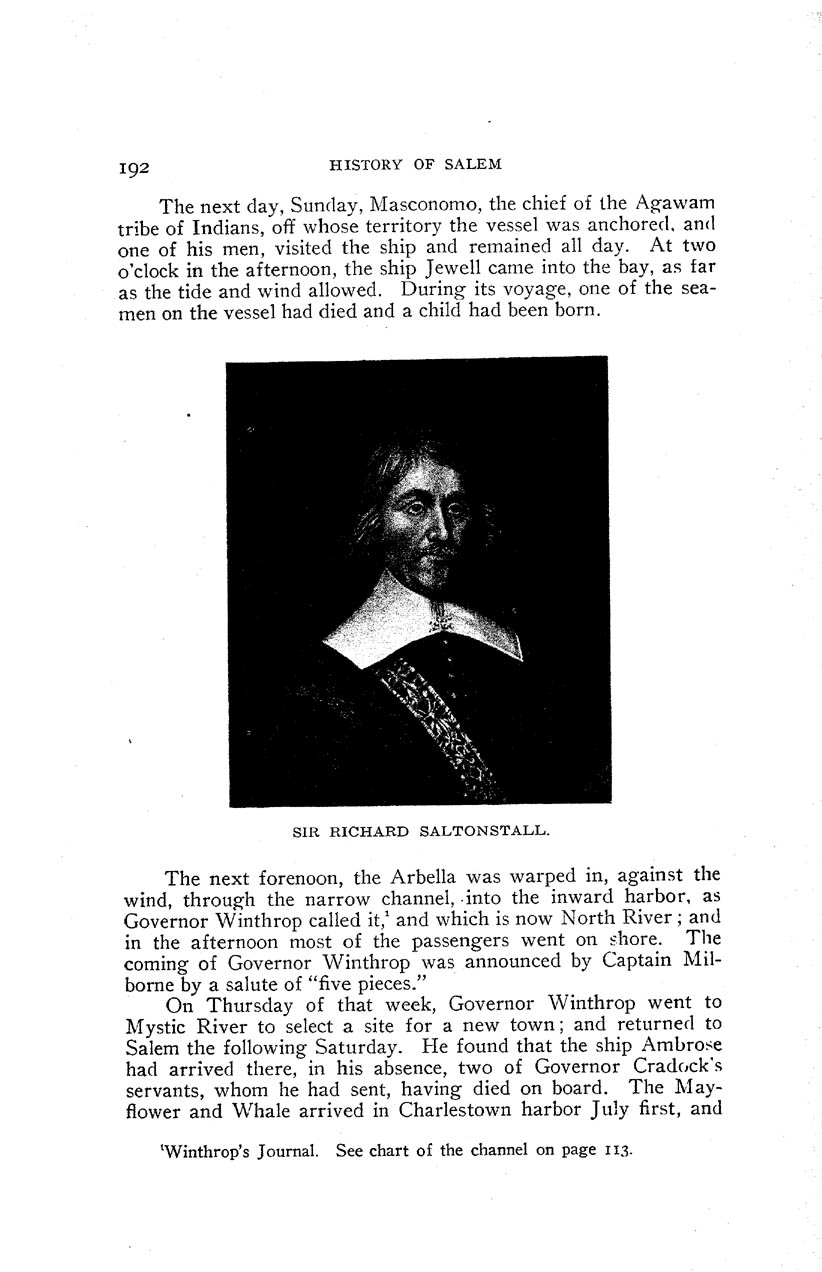 192 HISTORY OF SALEM
The next day, Sunday, Masconomo, the chief of the Agawam
tribe of Indians, off whose territory the vessel was anchored, and
one of his men, visited the ship and remained all day. At two
o'clock in the afternoon, the ship Jewell came into the bay, as far
as the tide and wind allowed. During its voyage, one of the sea-
men on the vessel had died and a child had been born.
SIR RICHARD SALTONSTALL.
The next forenoon, the Arbella was warped in, against the
wind, through the narrow channel, into the inward harbor, as
Governor Winthrop called it,¹ and which is now North River; and
in the afternoon most of the passengers went on shore. The
coming of Governor Winthrop was announced by Captain Mil-
borne by a salute of “five pieces.”
On Thursday of that week, Governor Winthrop went to
Mystic River to select a site for a new town; and returned to
Salem the following Saturday. He found that the ship Ambrose
had arrived there, in his absence, two of Governor Cradock's
servants, whom he had sent, having died on board. The May-
flower and Whale arrived in Charlestown harbor July first, and
¹Winthrop's Journal. See chart of the channel on page 113.